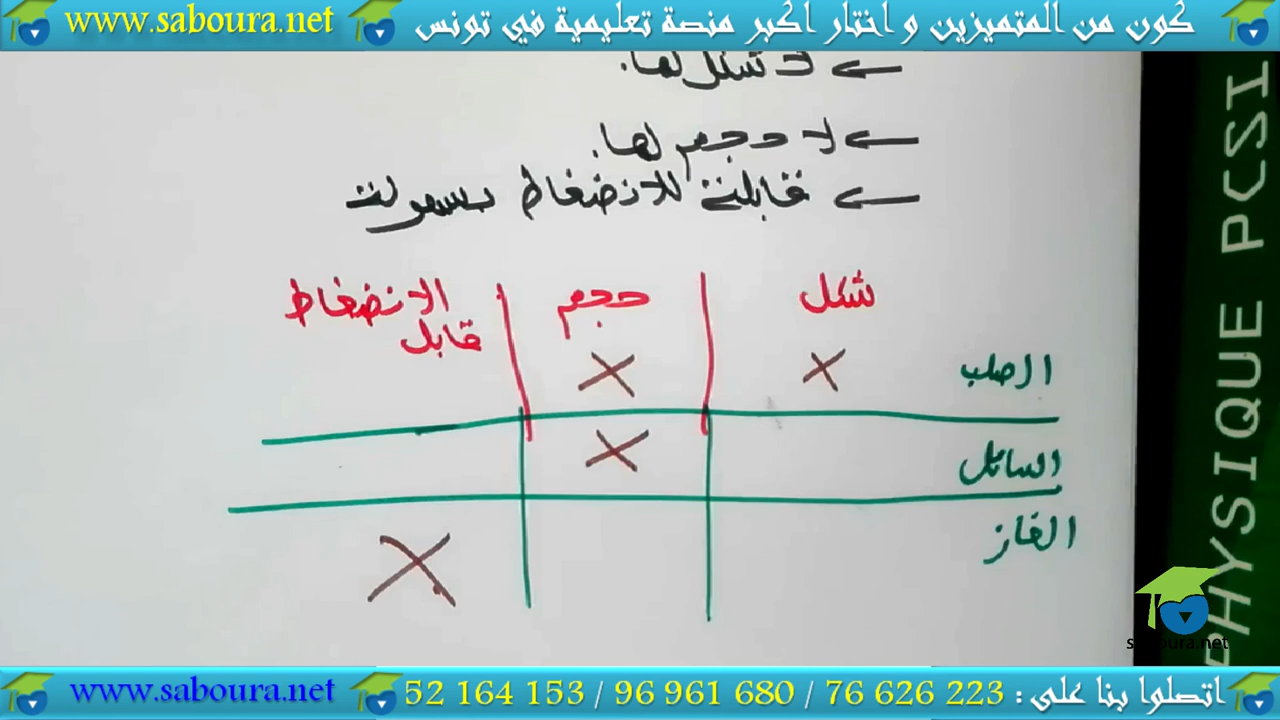 www.saboura.net كون من المتميزين و اختار اكبر منصة تعليمية في تونس
← لا شكل لها.
← لا حجم لها.
← قابلة للانضغاط بسهولة
شكل حجم الانضغاط
قابل
الصلب X X
السائل X
الغاز X
PHYSIQUE PCSI
saboura.net
www.saboura.net 52 164 153 / 96 961 680 / 76 626 223 : اتصلوا بنا على